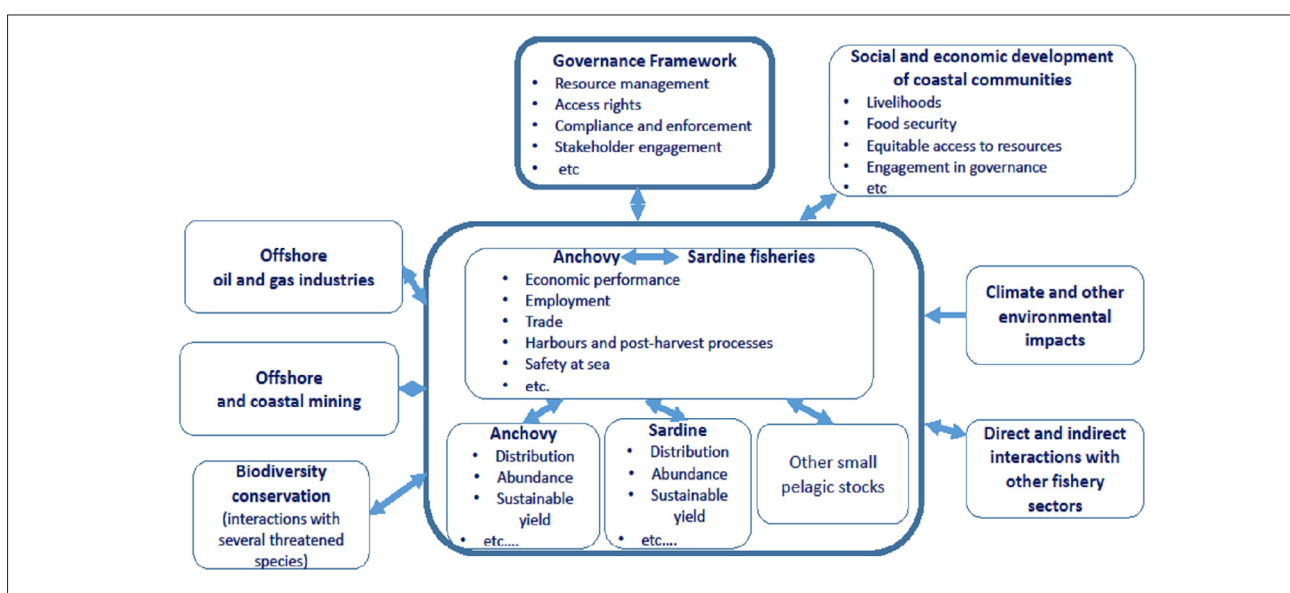 Governance Framework
• Resource management
• Access rights
• Compliance and enforcement
• Stakeholder engagement
• etc
Social and economic development
of coastal communities
• Livelihoods
• Food security
• Equitable access to resources
• Engagement in governance
• etc
Offshore
oil and gas industries
Offshore
and coastal mining
Biodiversity
conservation
(interactions with
several threatened
species)
Anchovy Sardine fisheries
• Economic performance
• Employment
• Trade
• Harbours and post-harvest processes
• Safety at sea
• etc.
Anchovy
• Distribution
• Abundance
• Sustainable
yield
• etc....
Sardine
• Distribution
• Abundance
• Sustainable
yield
• etc....
Other small
pelagic stocks
Climate and other
environmental
impacts
Direct and indirect
interactions with
other fishery
sectors